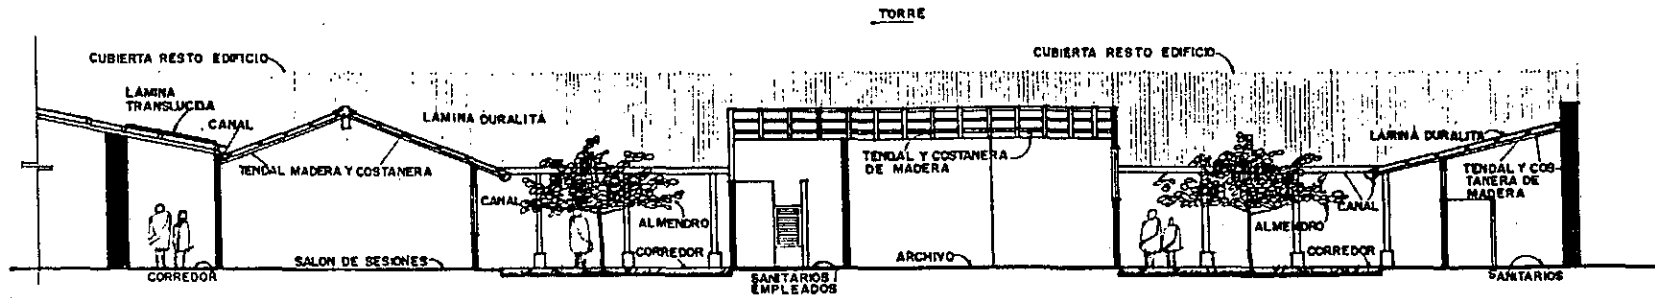 TORRE
CUBIERTA RESTO EDIFICIO
CUBIERTA RESTO EDIFICIO
LAMINA
TRANSLUCIDA
CANAL
LAMINA DURALITA
TENDAL MADERA Y COSTANERA
TENDAL Y COSTANERA
DE MADERA
LAMINA DURALITA
TENDAL Y COS-
TANERA DE
MADERA
CANAL
ALMENDRO
CANAL
ALMENDRO
CORREDOR
SALON DE SESIONES
CORREDOR
SANITARIOS
EMPLEADOS
ARCHIVO
CORREDOR
SANITARIOS